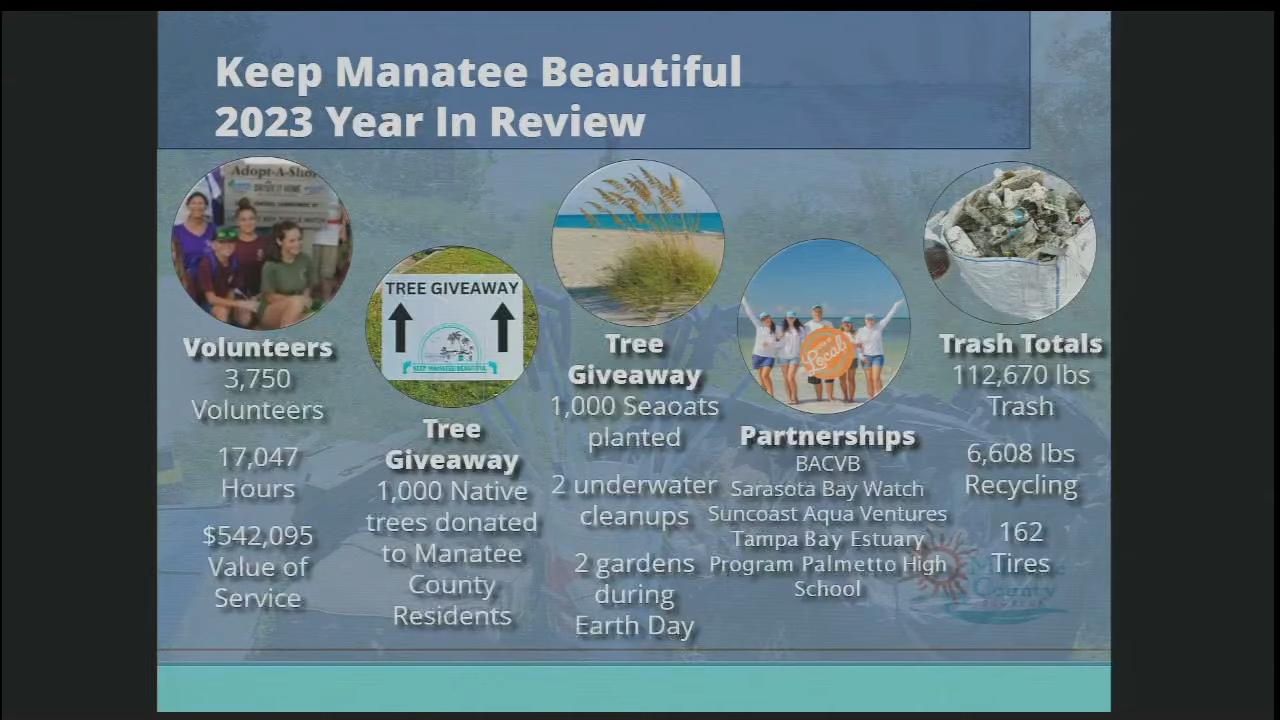 Keep Manatee Beautiful
2023 Year In Review
Adopt-A-Shor
Volunteers
3,750
Volunteers
17,047
Hours
$542,095
Value of
Service
TREE GIVEAWAY
KEEP MANATEE BEAUTIFUL
Tree
Giveaway
1,000 Native
trees donated
to Manatee
County
Residents
Tree
Giveaway
1,000 Seaoats
planted
2 underwater
cleanups
2 gardens
during
Earth Day
Local
Partnerships
BACVB
Sarasota Bay Watch
Suncoast Aqua Ventures
Tampa Bay Estuary
Program Palmetto High
School
Trash Totals
112,670 lbs
Trash
6,608 lbs
Recycling
162
Tires
County